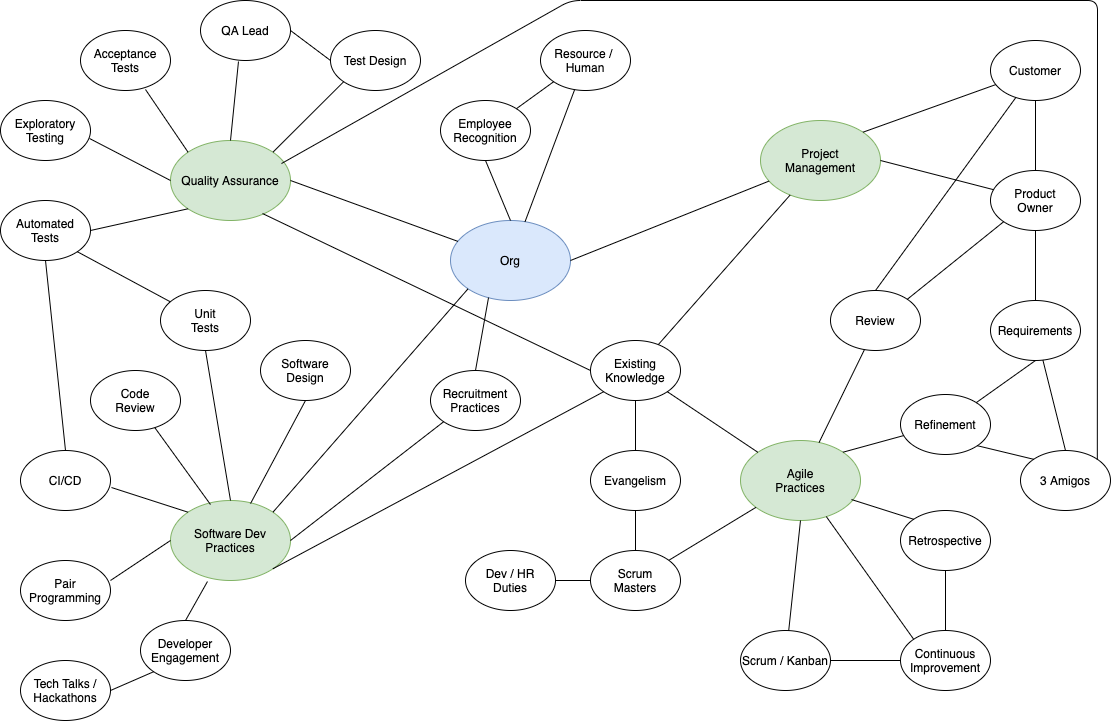 QA Lead
Acceptance
Tests
Test Design
Resource /
Human
Customer
Exploratory
Testing
Employee
Recognition
Project
Management
Quality Assurance
Product
Owner
Automated
Tests
Org
Unit
Tests
Review
Requirements
Software
Design
Existing
Knowledge
Code
Review
Recruitment
Practices
Refinement
CI/CD
Evangelism
Agile
Practices
3 Amigos
Software Dev
Practices
Retrospective
Pair
Programming
Dev / HR
Duties
Scrum
Masters
Developer
Engagement
Scrum / Kanban
Continuous
Improvement
Tech Talks /
Hackathons